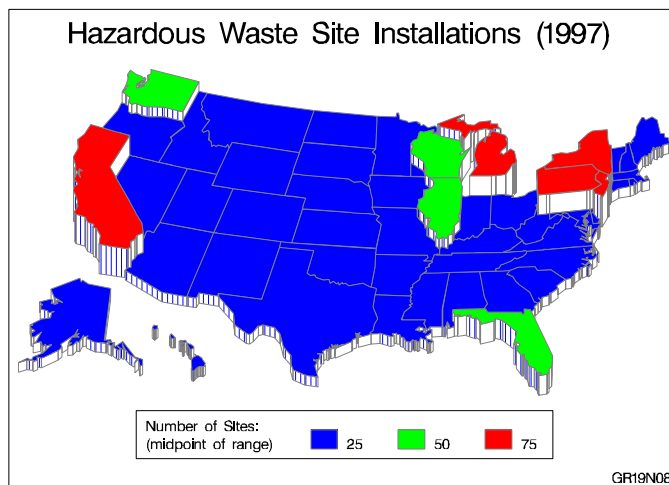 Hazardous Waste Site Installations (1997)
Number of Sites:
(midpoint of range) 25 50 75
GR19N08